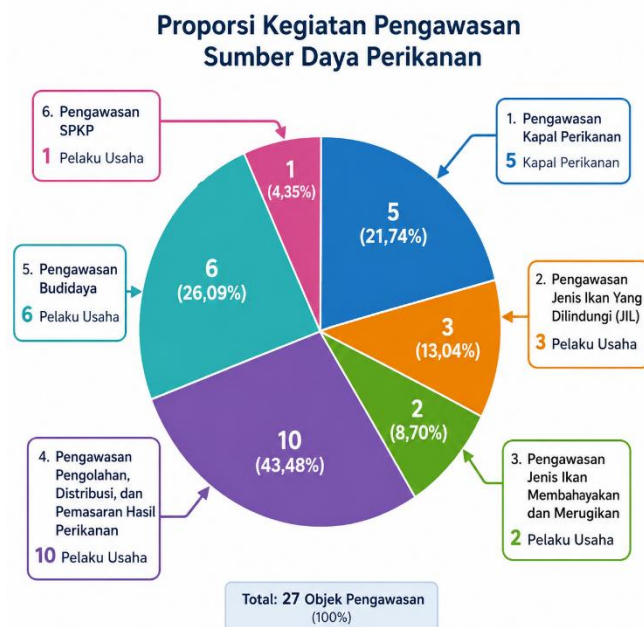 Proporsi Kegiatan Pengawasan
Sumber Daya Perikanan
6. Pengawasan
SPKP
1 Pelaku Usaha
1. Pengawasan
Kapal Perikanan
5 Kapal Perikanan
1
(4,35%)
5
(21,74%)
6
(26,09%)
5. Pengawasan
Budidaya
6 Pelaku Usaha
2. Pengawasan
Jenis Ikan Yang
Dilindungi (JIL)
3 Pelaku Usaha
3
(13,04%)
2
(8,70%)
10
(43,48%)
4. Pengawasan
Pengolahan,
Distribusi, dan
Pemasaran Hasil
Perikanan
10 Pelaku Usaha
3. Pengawasan
Jenis Ikan
Membahayakan
dan Merugikan
2 Pelaku Usaha
Total: 27 Objek Pengawasan
(100%)